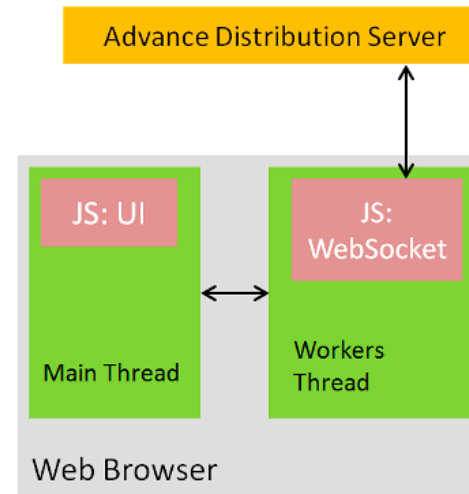 Advance Distribution Server
JS: UI
Main Thread
JS:
WebSocket
Workers
Thread
Web Browser